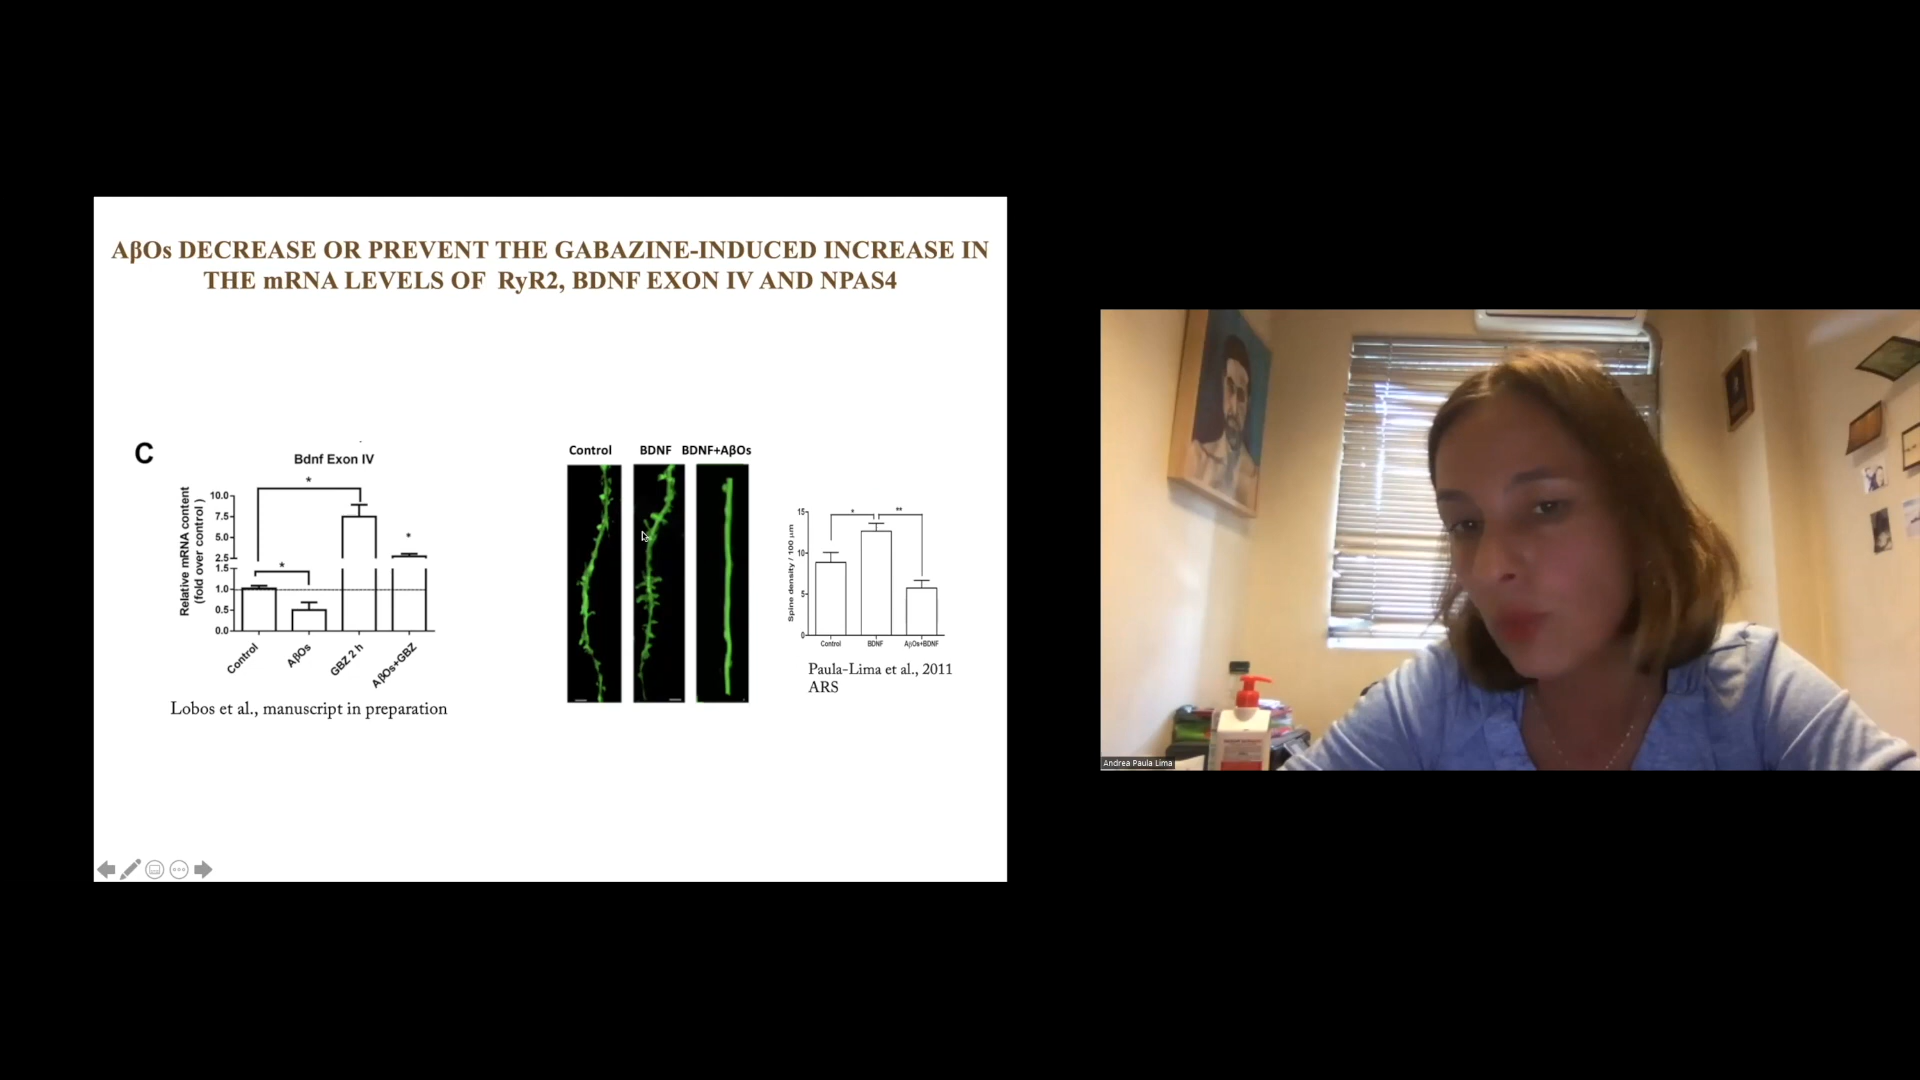 AβOs DECREASE OR PREVENT THE GABAZINE-INDUCED INCREASE IN
THE mRNA LEVELS OF RyR2, BDNF EXON IV AND NPAS4
C
Bdnf Exon IV
Relative mRNA content
(fold over control )
10.0
7.5
5.0
2.5
1.5
1.0
0.5
0.0
*
*
*
Control
AβOs
GBZ 2 h
AβOs+GBZ
Lobos et al., manuscript in preparation
Control
BDNF
BDNF+AβOs
Spine density / 100 µm
15
10
5
0
*
**
Control
BDNF
AβOs+BDNF
Paula-Lima et al., 2011
ARS
Andrea Paula Lima